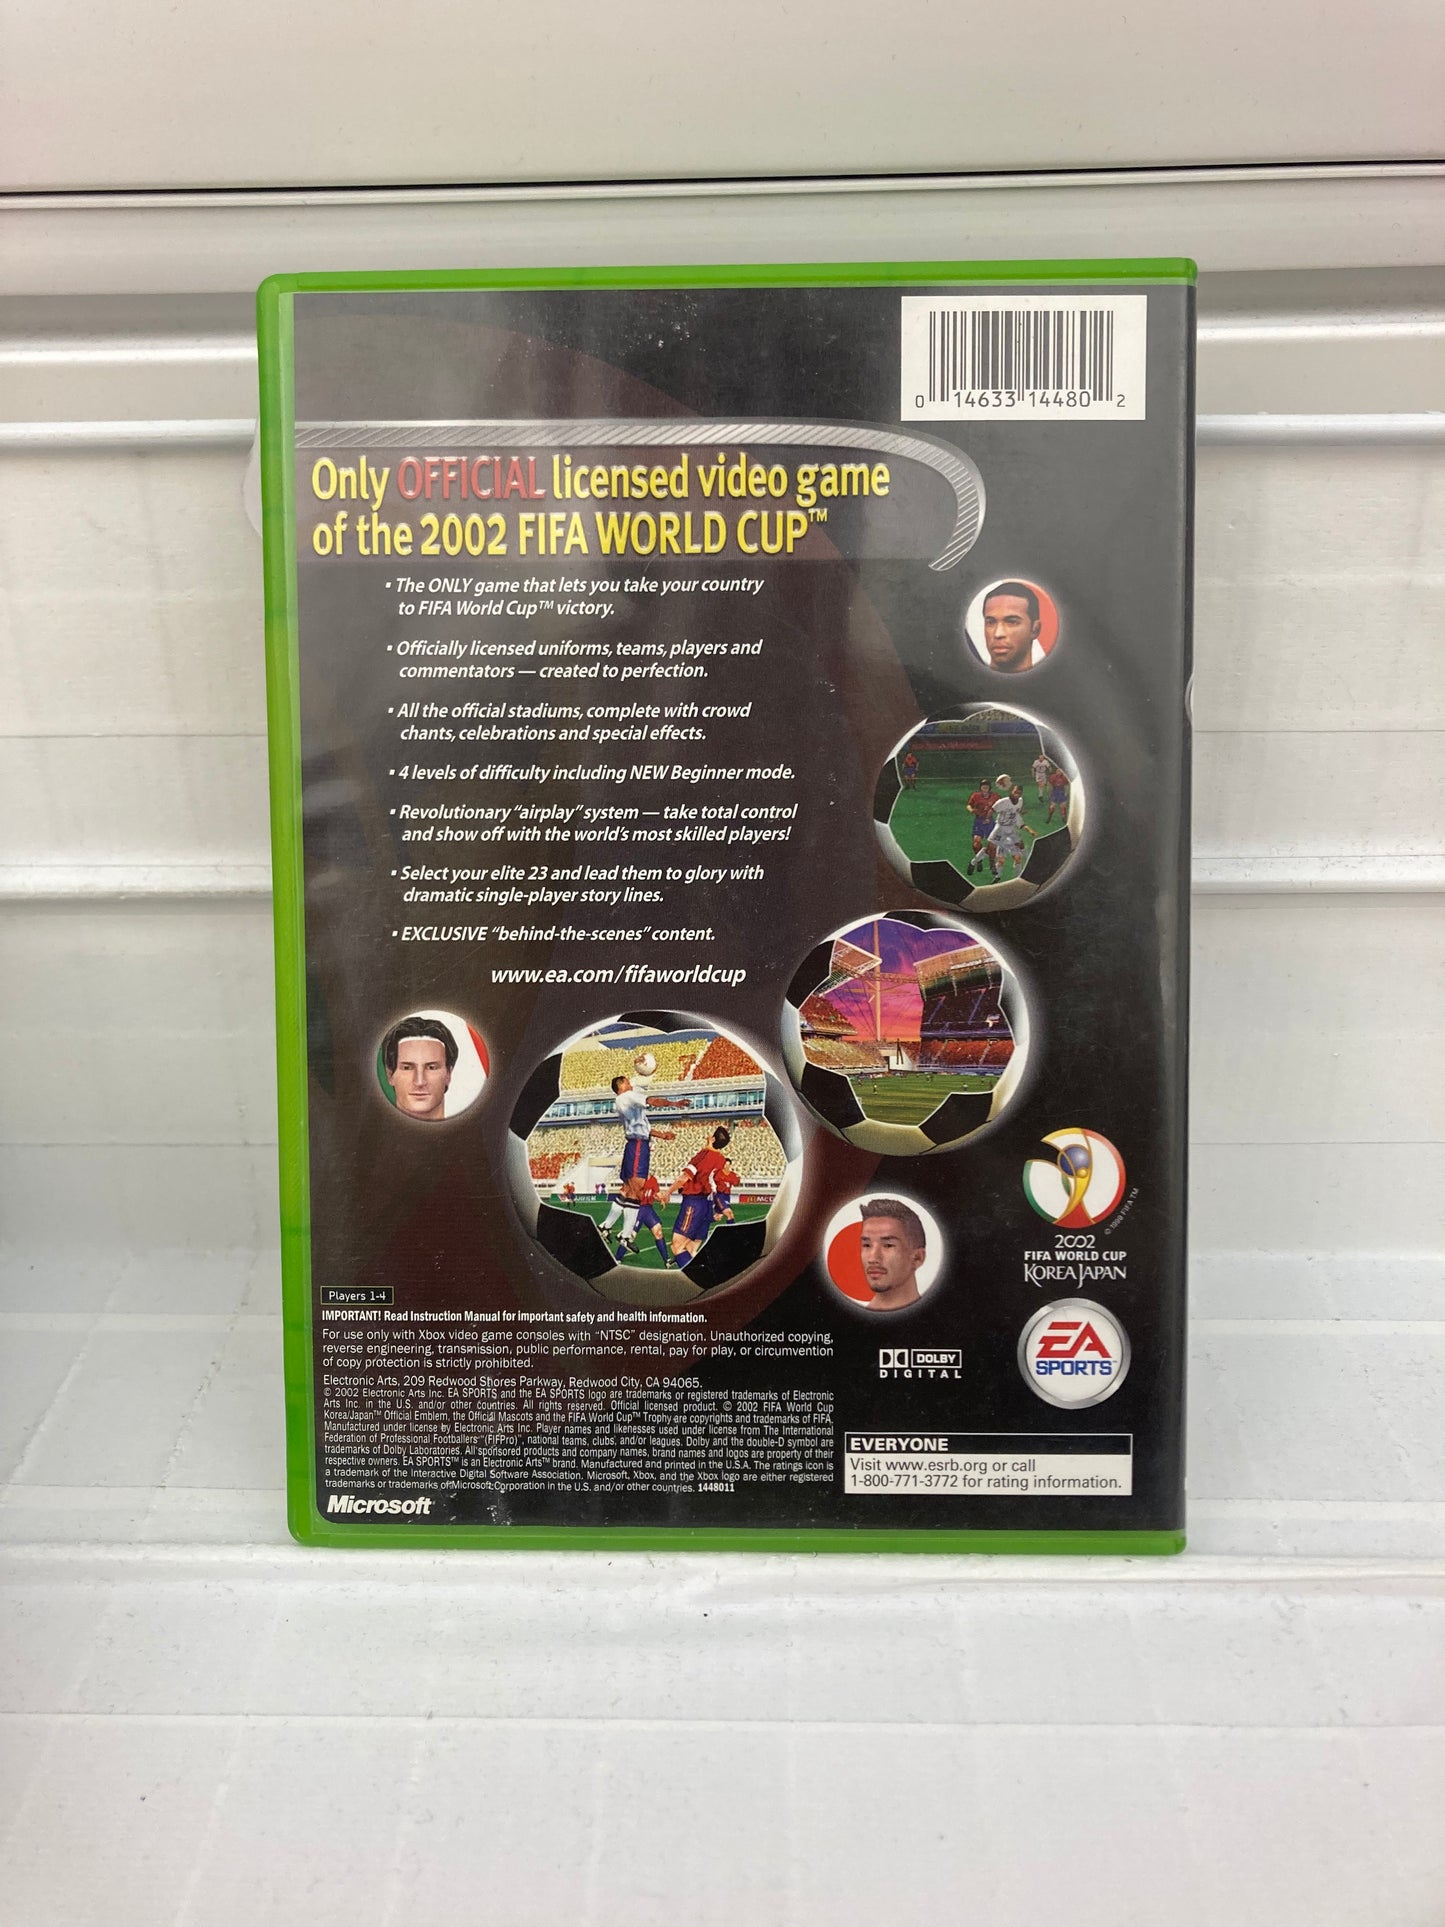 0 14633 14480 2
Only OFFICIAL licensed video game
of the 2002 FIFA WORLD CUP™
▪ The ONLY game that lets you take your country
to FIFA World Cup™ victory.
▪ Officially licensed uniforms, teams, players and
commentators — created to perfection.
▪ All the official stadiums, complete with crowd
chants, celebrations and special effects.
▪ 4 levels of difficulty including NEW Beginner mode.
▪ Revolutionary "airplay" system — take total control
and show off with the world's most skilled players!
▪ Select your elite 23 and lead them to glory with
dramatic single-player story lines.
▪ EXCLUSIVE "behind-the-scenes" content.
www.ea.com/fifaworldcup
© 1999 FIFA TM
2002
FIFA WORLD CUP
KOREA JAPAN
Players 1-4
IMPORTANT! Read Instruction Manual for important safety and health information.
For use only with Xbox video game consoles with "NTSC" designation. Unauthorized copying,
reverse engineering, transmission, public performance, rental, pay for play, or circumvention
of copy protection is strictly prohibited.
Electronic Arts, 209 Redwood Shores Parkway, Redwood City, CA 94065.
© 2002 Electronic Arts Inc. EA SPORTS and the EA SPORTS logo are trademarks or registered trademarks of Electronic
Arts Inc. in the U.S. and/or other countries. All rights reserved. Official licensed product. © 2002 FIFA World Cup
Korea/Japan™ Official Emblem, the Official Mascots and the FIFA World Cup™ Trophy are copyrights and trademarks of FIFA.
Manufactured under license by Electronic Arts Inc. Player names and likenesses used under license from The International
Federation of Professional Footballers' (FIFPro), national teams, clubs, and/or leagues. Dolby and the double-D symbol are
trademarks of Dolby Laboratories. All sponsored products and company names, brand names and logos are property of their
respective owners. EA SPORTS™ is an Electronic Arts™ brand. Manufactured and printed in the U.S.A. The ratings icon is
a trademark of the Interactive Digital Software Association. Microsoft, Xbox, and the Xbox logo are either registered
trademarks or trademarks of Microsoft Corporation in the U.S. and/or other countries. 1448011
Microsoft
DOLBY
DIGITAL
EA
SPORTS™
EVERYONE
Visit www.esrb.org or call
1-800-771-3772 for rating information.